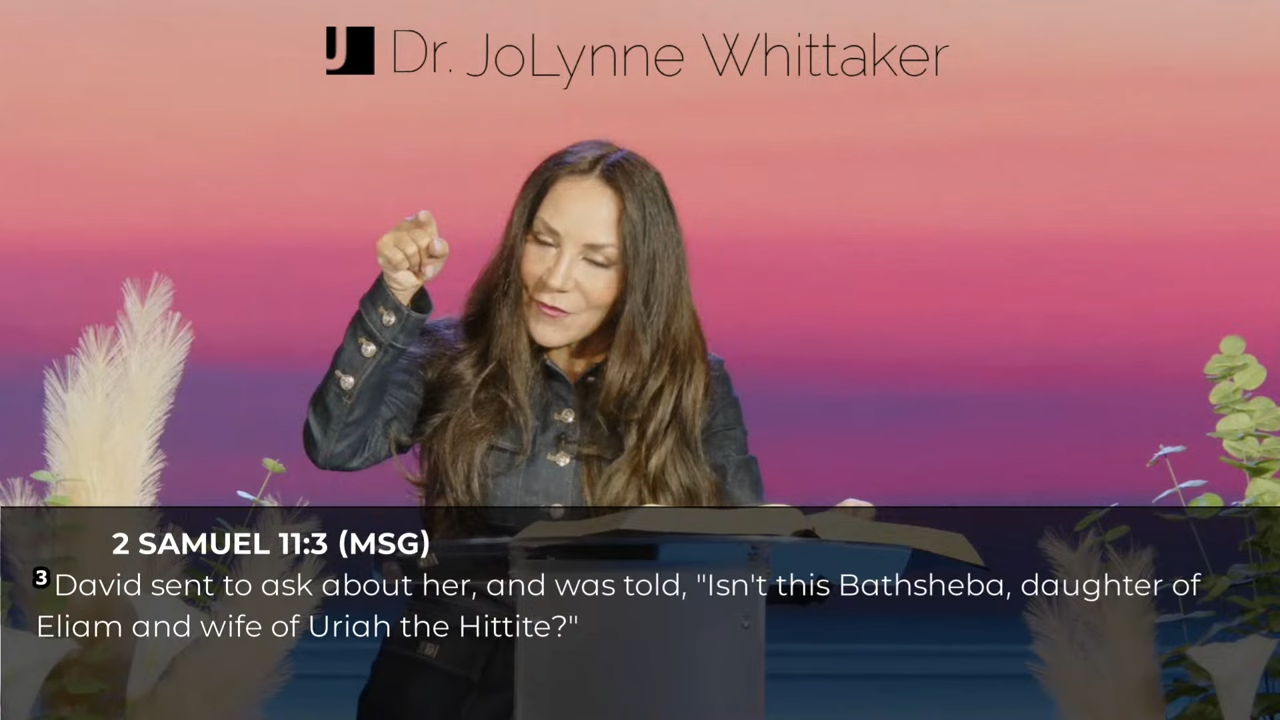 J Dr. JoLynne Whittaker
2 SAMUEL 11:3 (MSG)
3 David sent to ask about her, and was told, "Isn't this Bathsheba, daughter of
Eliam and wife of Uriah the Hittite?"